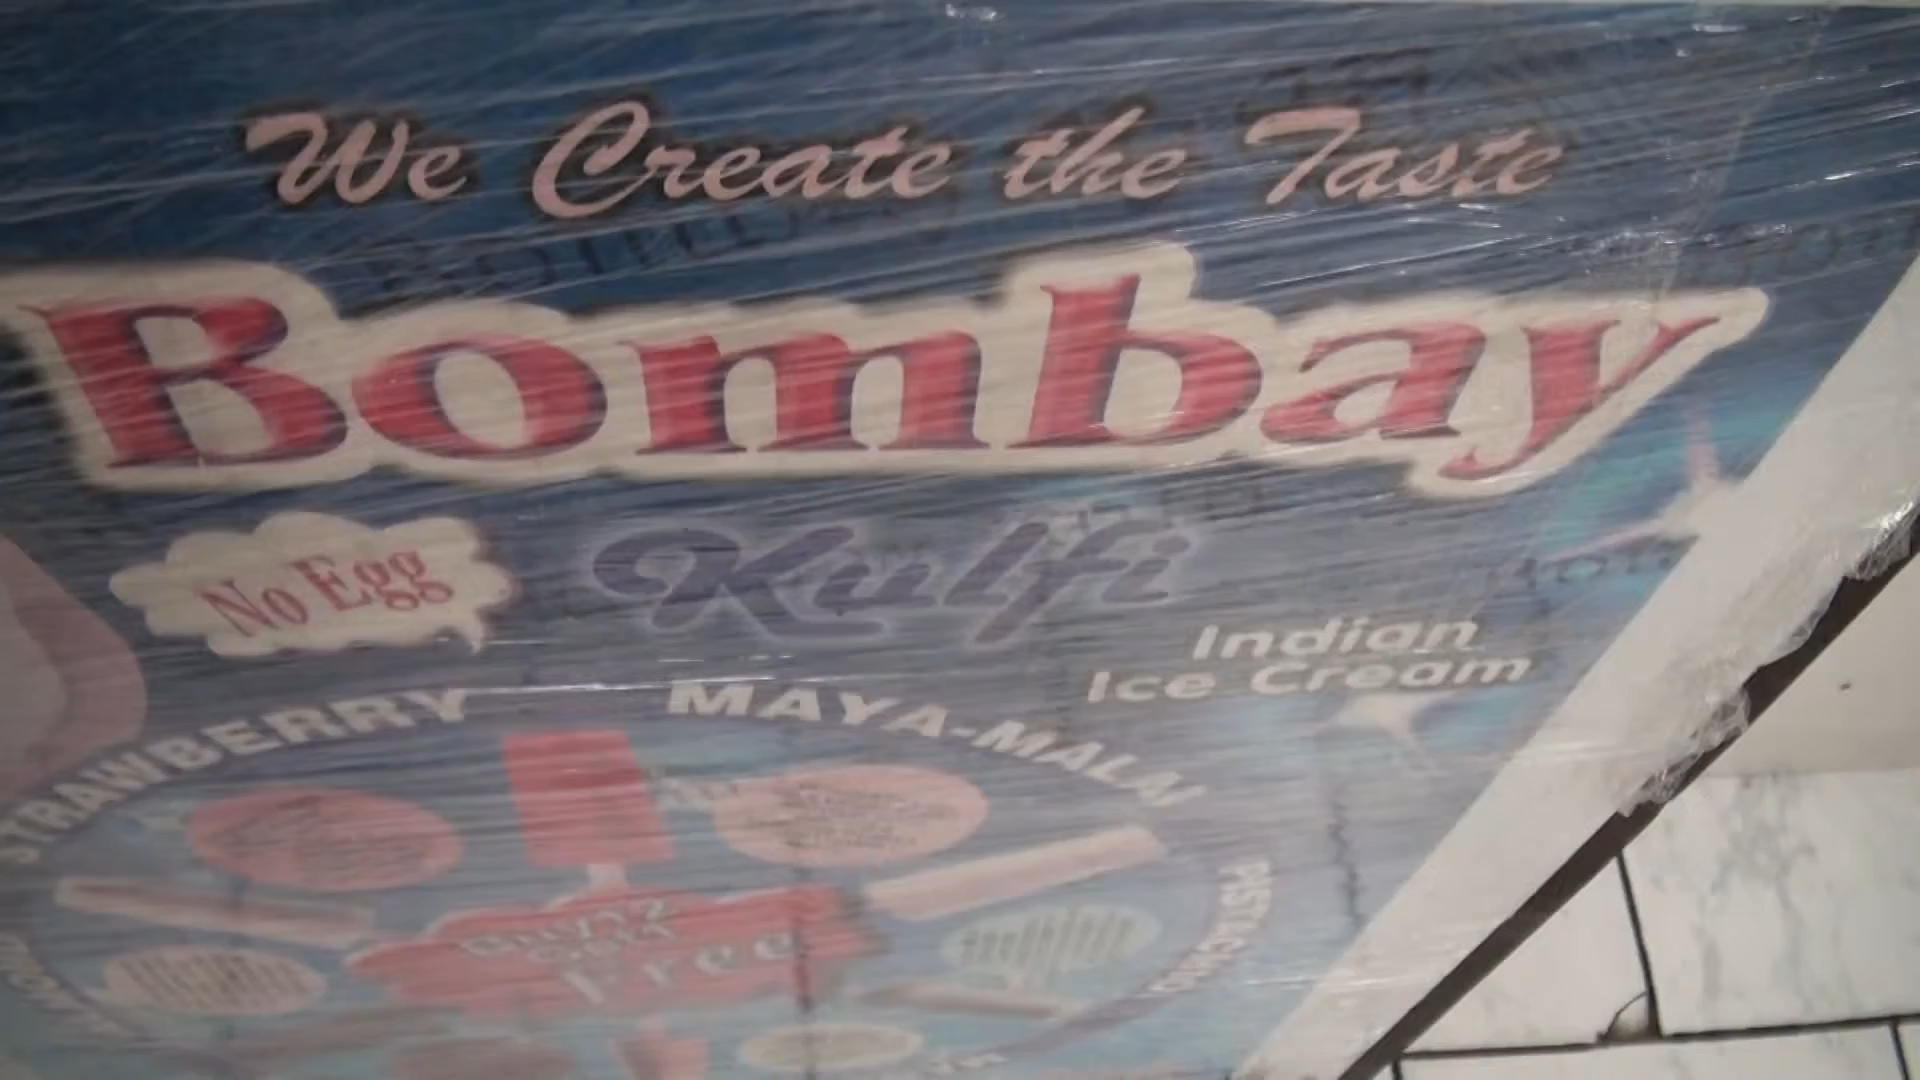 We Create the Taste
Bombay
No Egg
Kulfi
Indian
Ice Cream
STRAWBERRY
MAYA-MALAI
PISTACHIO
Free